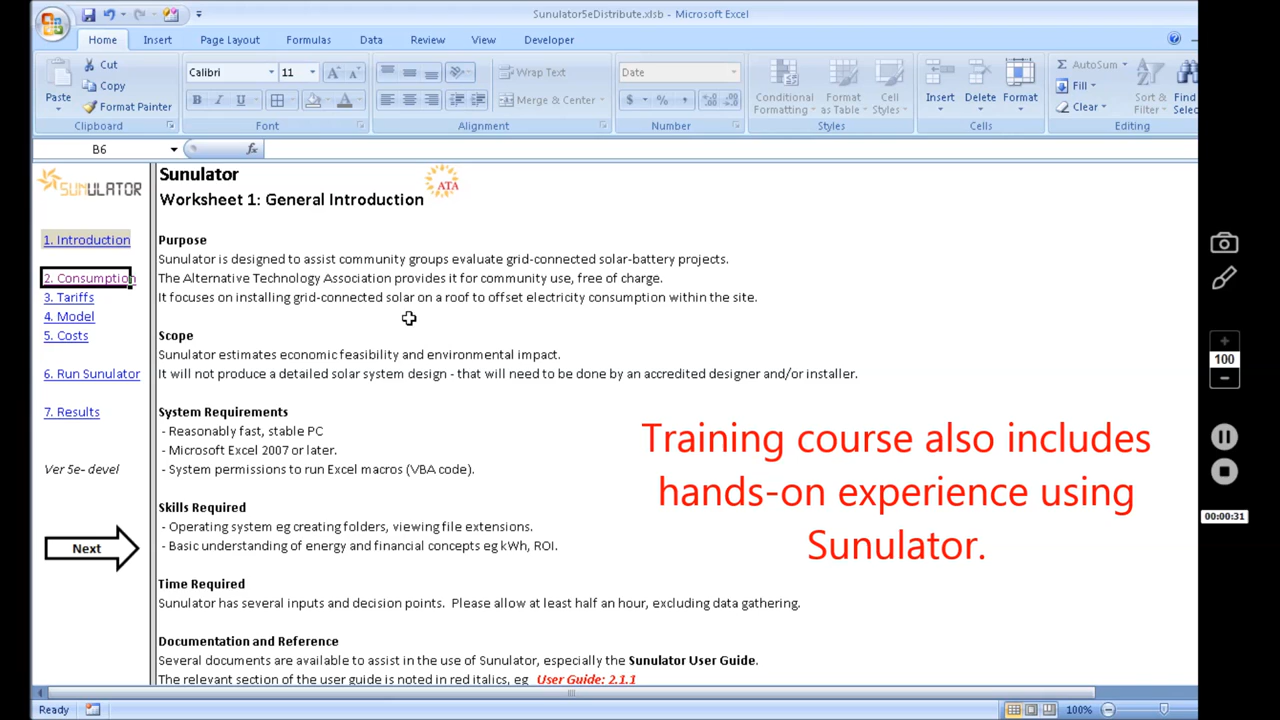 Sunulator5eDistribute.xlsb - Microsoft Excel
Home Insert Page Layout Formulas Data Review View Developer
Paste
Cut
Copy
Format Painter
Clipboard
Calibri 11
B I U
Font
Wrap Text
Merge & Center
Alignment
Date
$ % ,
Number
Conditional Formatting
Format as Table
Cell Styles
Styles
Insert Delete Format
Cells
AutoSum
Fill
Clear
Sort & Filter
Find
Editing
B6
fx
SUNULATOR
1. Introduction
2. Consumption
3. Tariffs
4. Model
5. Costs
6. Run Sunulator
7. Results
Ver 5e- devel
Next
Sunulator
ATA
Worksheet 1: General Introduction
Purpose
Sunulator is designed to assist community groups evaluate grid-connected solar-battery projects.
The Alternative Technology Association provides it for community use, free of charge.
It focuses on installing grid-connected solar on a roof to offset electricity consumption within the site.
Scope
Sunulator estimates economic feasibility and environmental impact.
It will not produce a detailed solar system design - that will need to be done by an accredited designer and/or installer.
System Requirements
- Reasonably fast, stable PC
- Microsoft Excel 2007 or later.
- System permissions to run Excel macros (VBA code).
Skills Required
- Operating system eg creating folders, viewing file extensions.
- Basic understanding of energy and financial concepts eg kWh, ROI.
Time Required
Sunulator has several inputs and decision points. Please allow at least half an hour, excluding data gathering.
Documentation and Reference
Several documents are available to assist in the use of Sunulator, especially the Sunulator User Guide.
The relevant section of the user guide is noted in red italics, eg User Guide: 2.1.1
Training course also includes
hands-on experience using
Sunulator.
100
00:00:31
Ready
100%